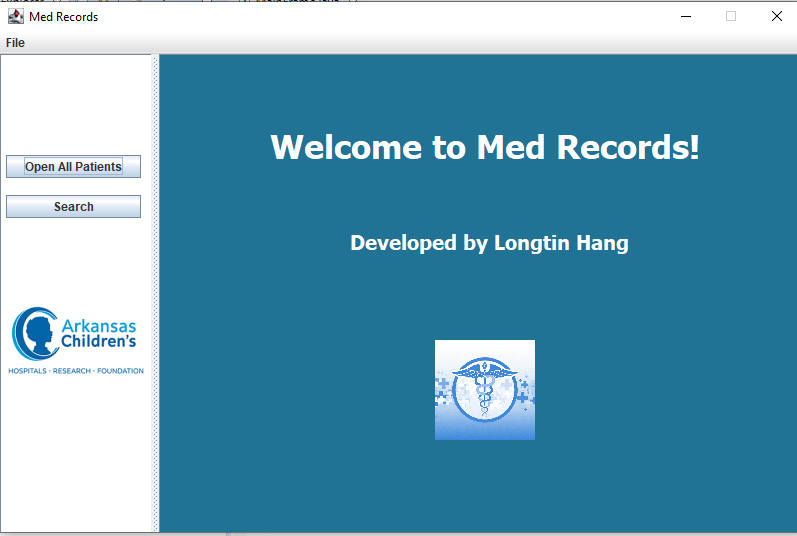 Med Records
File
Open All Patients
Search
Arkansas
Children's
HOSPITALS • RESEARCH • FOUNDATION
Welcome to Med Records!
Developed by Longtin Hang